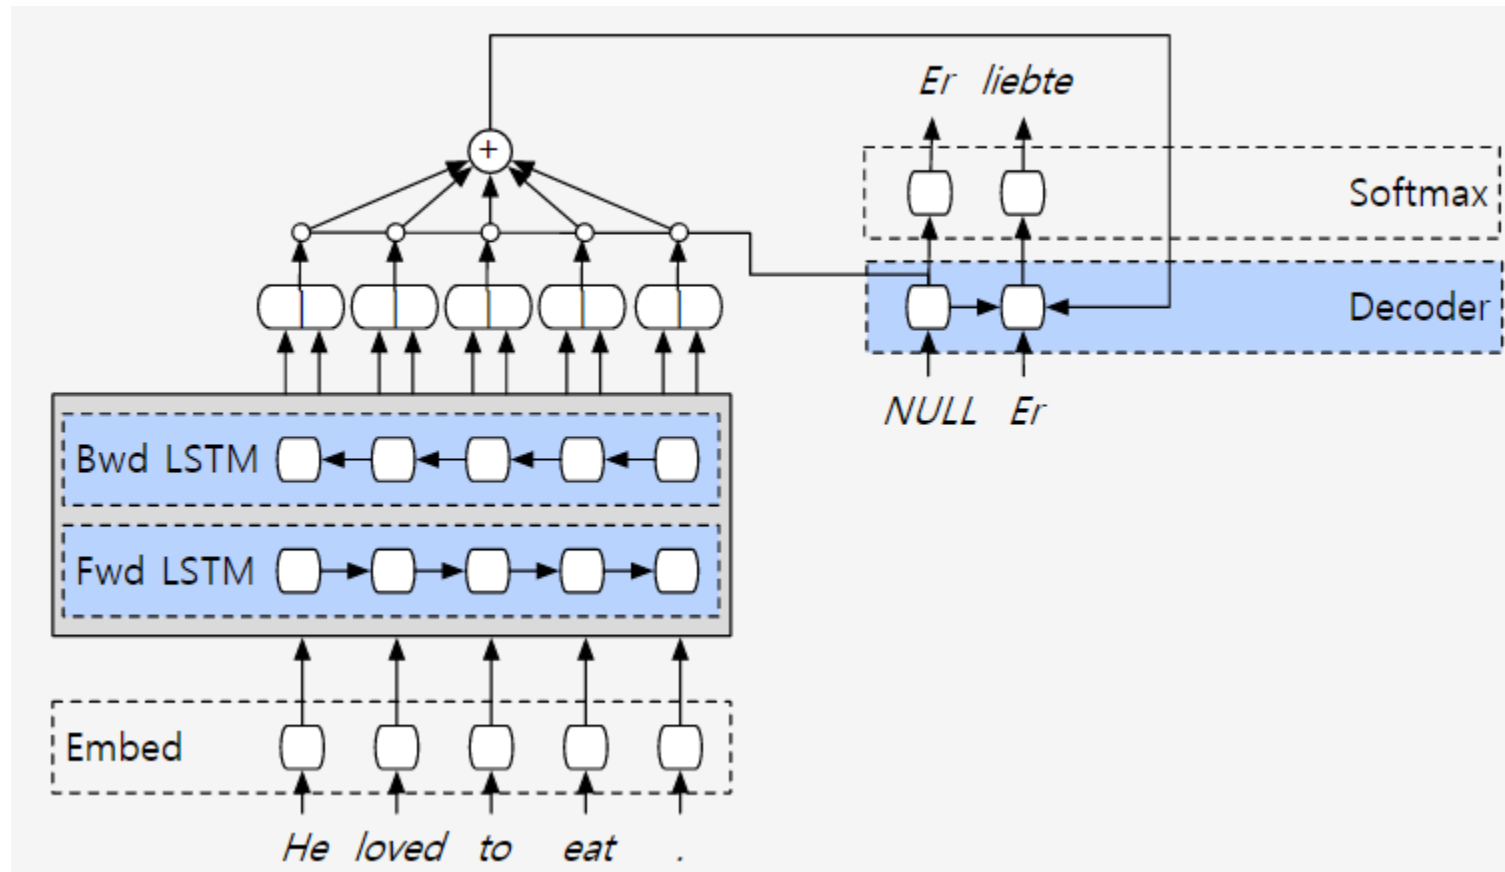 +
Er liebte
Softmax
Decoder
NULL Er
Bwd LSTM
Fwd LSTM
Embed
He loved to eat .